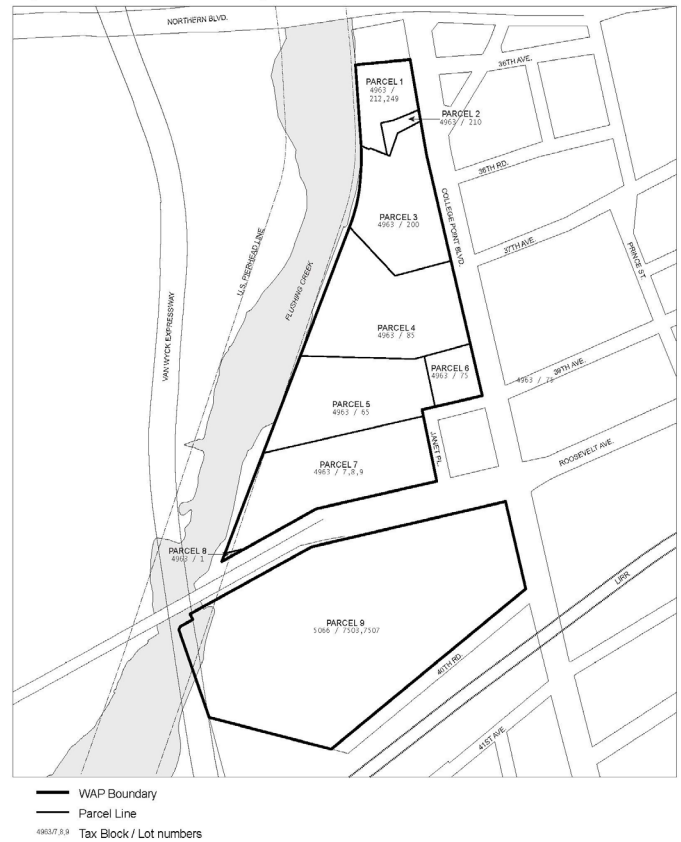 NORTHERN BLVD.
36TH AVE.
PARCEL 1
4963 /
212,249
PARCEL 2
4963 / 210
36TH RD.
PARCEL 3
4963 / 200
COLLEGE POINT BLVD.
37TH AVE.
PRINCE ST.
U.S. PIERHEAD LINE
FLUSHING CREEK
VAN WYCK EXPRESSWAY
PARCEL 4
4963 / 85
PARCEL 6
4963 / 75
39TH AVE.
4963 / 75
PARCEL 5
4963 / 65
JANET PL.
ROOSEVELT AVE.
PARCEL 7
4963 / 7,8,9
PARCEL 8
4963 / 1
LIRR
PARCEL 9
5066 / 7503,7507
40TH RD.
41ST AVE.
WAP Boundary
Parcel Line
4963/7,8,9 Tax Block / Lot numbers